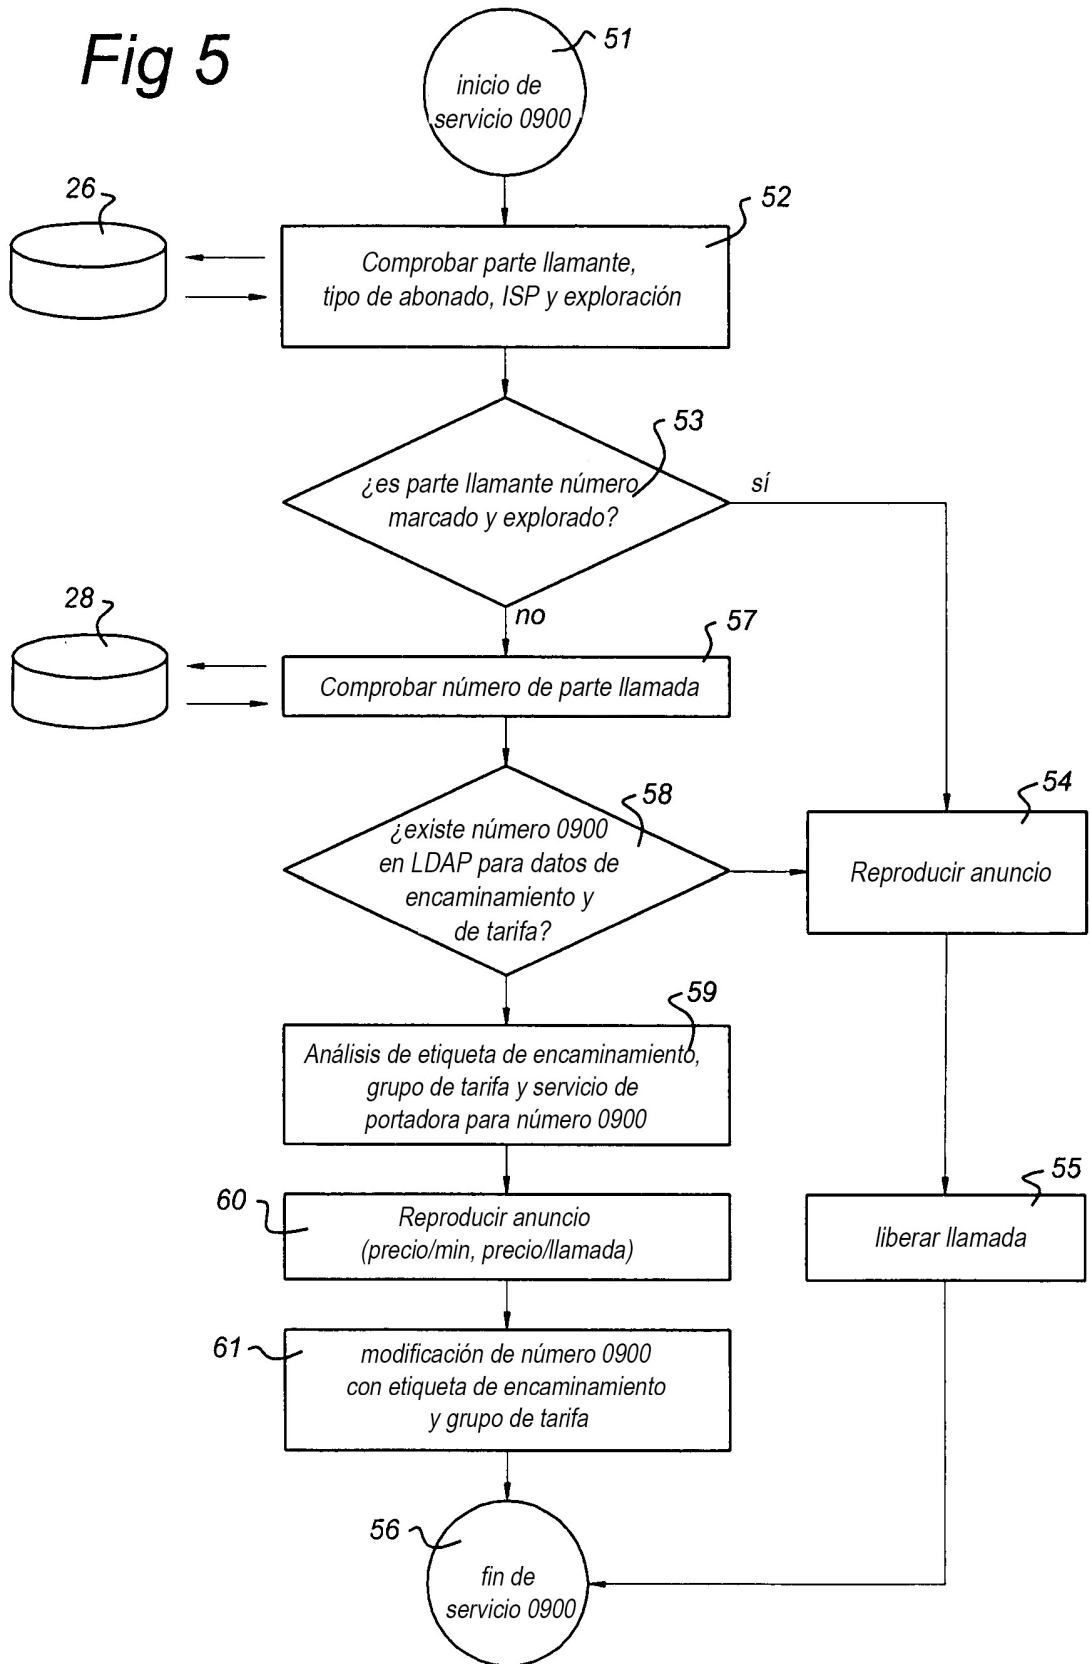 Fig 5
51
inicio de
servicio 0900
26
52
Comprobar parte llamante,
tipo de abonado, ISP y exploración
53
¿es parte llamante número
marcado y explorado?
sí
no
28
57
Comprobar número de parte llamada
58
¿existe número 0900
en LDAP para datos de
encaminamiento y
de tarifa?
54
Reproducir anuncio
59
Análisis de etiqueta de encaminamiento,
grupo de tarifa y servicio de
portadora para número 0900
55
liberar llamada
60
Reproducir anuncio
(precio/min, precio/llamada)
61
modificación de número 0900
con etiqueta de encaminamiento
y grupo de tarifa
56
fin de
servicio 0900